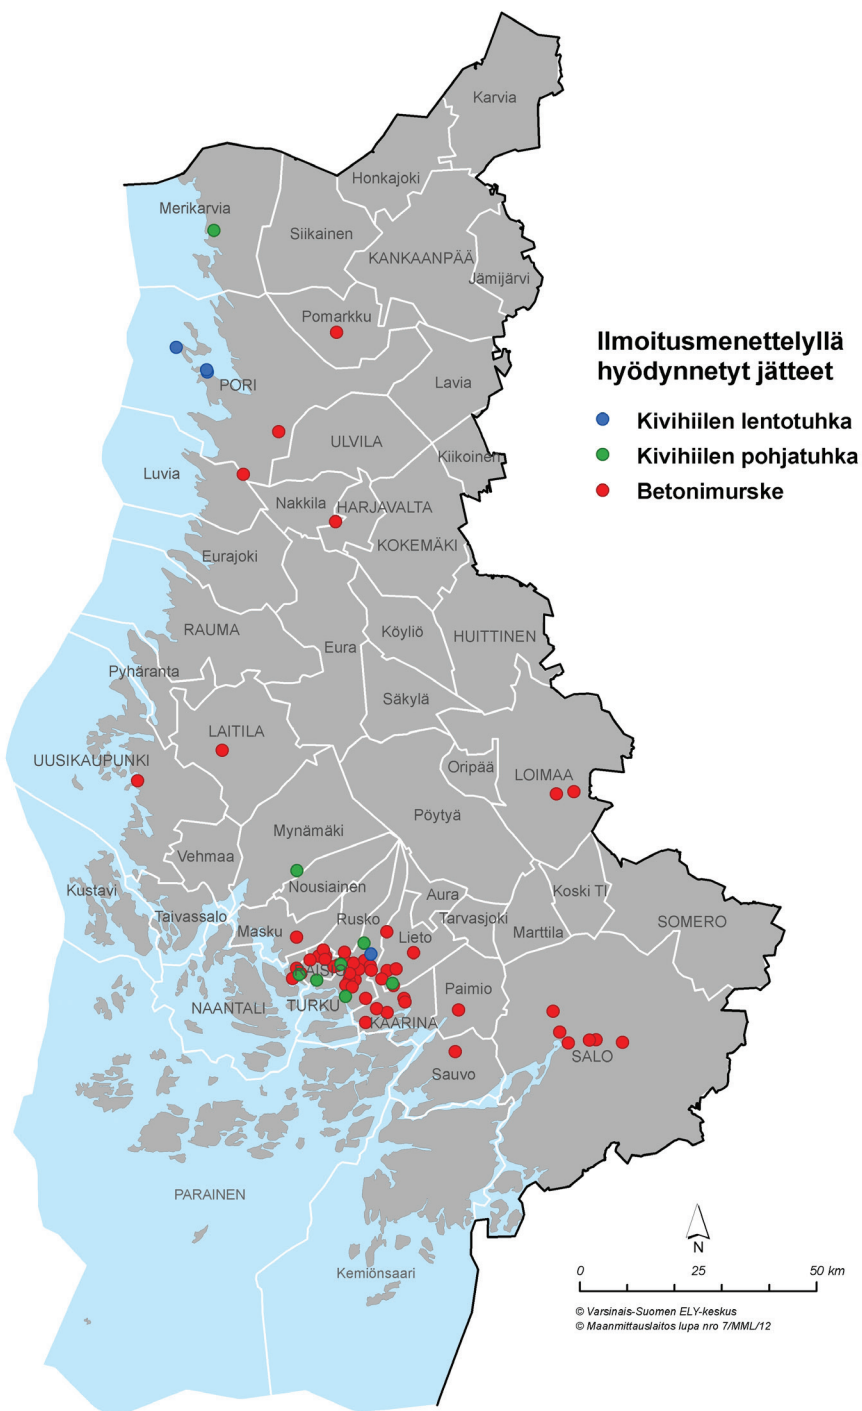 Karvia
Honkajoki
Merikarvia
Siikainen
KANKAANPÄÄ
Jämijärvi
Pomarkku
Ilmoitusmenettelyllä
hyödynnetyt jätteet
Lavia
PORI
Kivihiilen lentotuhka
ULVILA
Kiikoinen
Kivihiilen pohjatuhka
Luvia
Betonimurske
Nakkila
HARJAVALTA
KOKEMÄKI
Eurajoki
RAUMA
Köyliö
HUITTINEN
Eura
Pyhäranta
Säkylä
LAITILA
UUSIKAUPUNKI
Oripää
LOIMAA
Pöytyä
Mynämäki
Vehmaa
Kustavi
Nousiainen
Aura
Koski Tl
Taivassalo
Rusko
Tarvasjoki
SOMERO
Masku
Lieto
Marttila
RAISIO
Paimio
NAANTALI
TURKU
KAARINA
SALO
Sauvo
PARAINEN
N
Kemiönsaari
0 25 50 km
© Varsinais-Suomen ELY-keskus
© Maanmittauslaitos lupa nro 7/MML/12